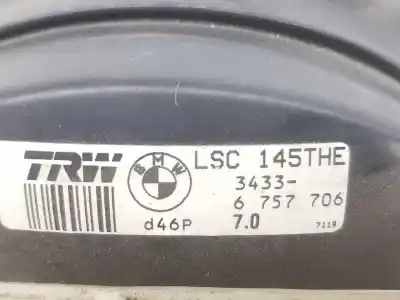 TRW
BMW
LSC 145THE
3433-
6 757 706
d46P
7.0
7119